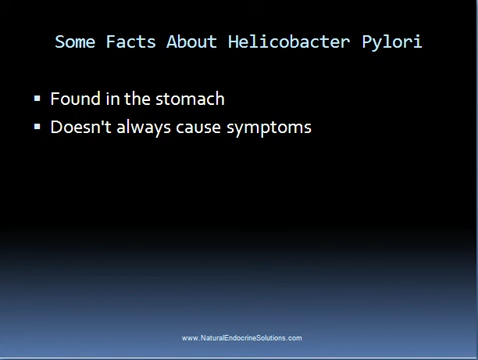 Some Facts About Helicobacter Pylori
▪ Found in the stomach
▪ Doesn't always cause symptoms
www.NaturalEndocrineSolutions.com